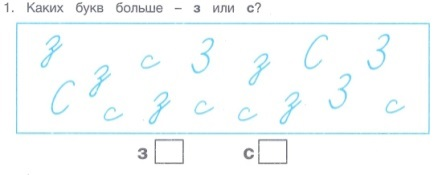 1. Каких букв больше – з или с?
з з с З з С З
С с з с с з З с
з с